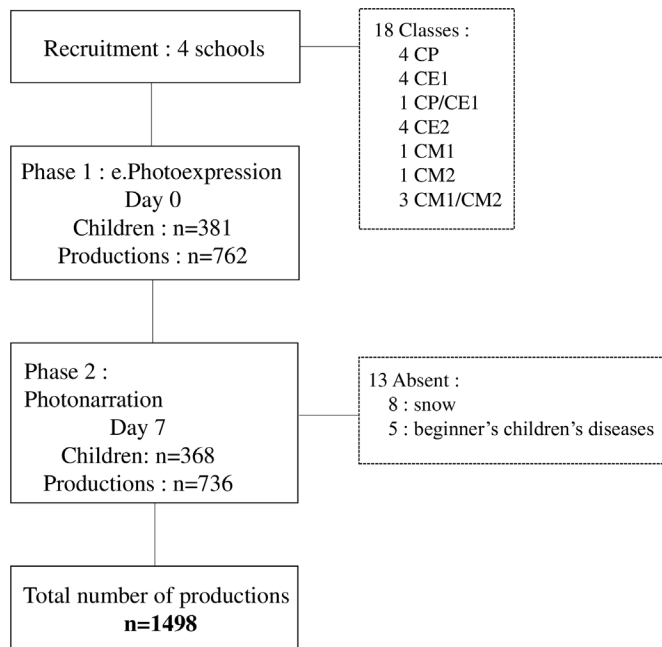 Recruitment : 4 schools
18 Classes :
4 CP
4 CE1
1 CP/CE1
4 CE2
1 CM1
1 CM2
3 CM1/CM2
Phase 1 : e.Photoexpression
Day 0
Children : n=381
Productions : n=762
Phase 2 :
Photonarration
Day 7
Children: n=368
Productions : n=736
13 Absent :
8 : snow
5 : beginner's children's diseases
Total number of productions
n=1498